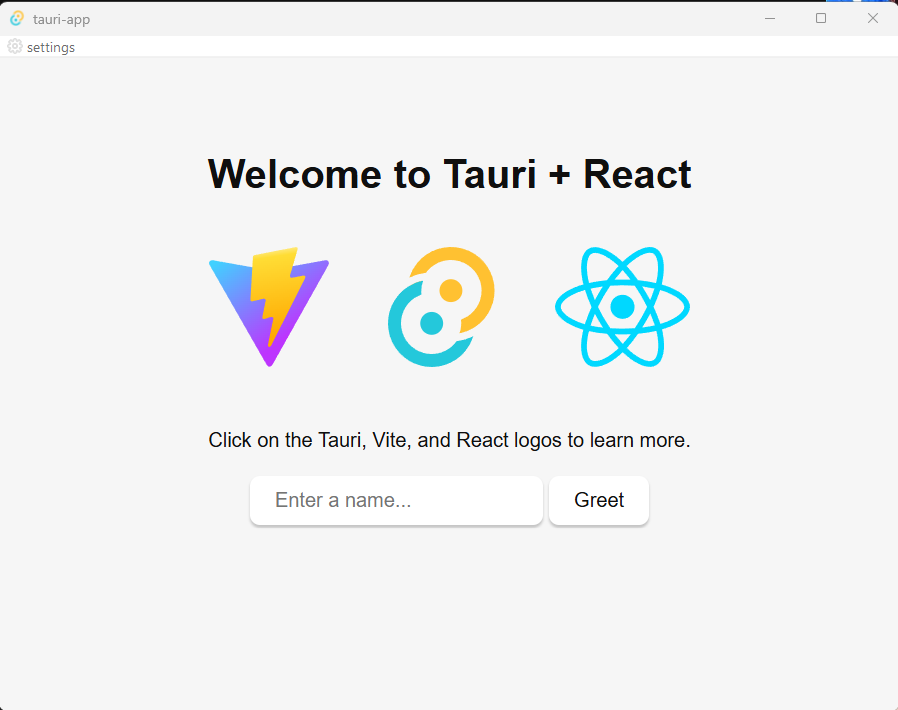 tauri-app
settings
Welcome to Tauri + React
Click on the Tauri, Vite, and React logos to learn more.
Enter a name...
Greet